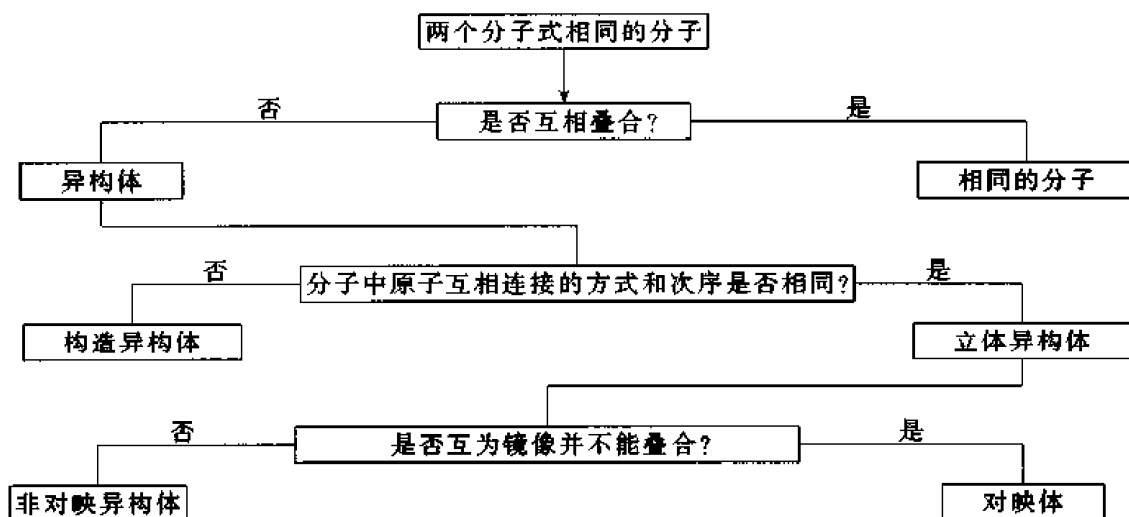 两个分子式相同的分子
否
是否互相叠合?
是
异构体
相同的分子
否
分子中原子互相连接的方式和次序是否相同?
是
构造异构体
立体异构体
否
是否互为镜像并不能叠合?
是
非对映异构体
对映体